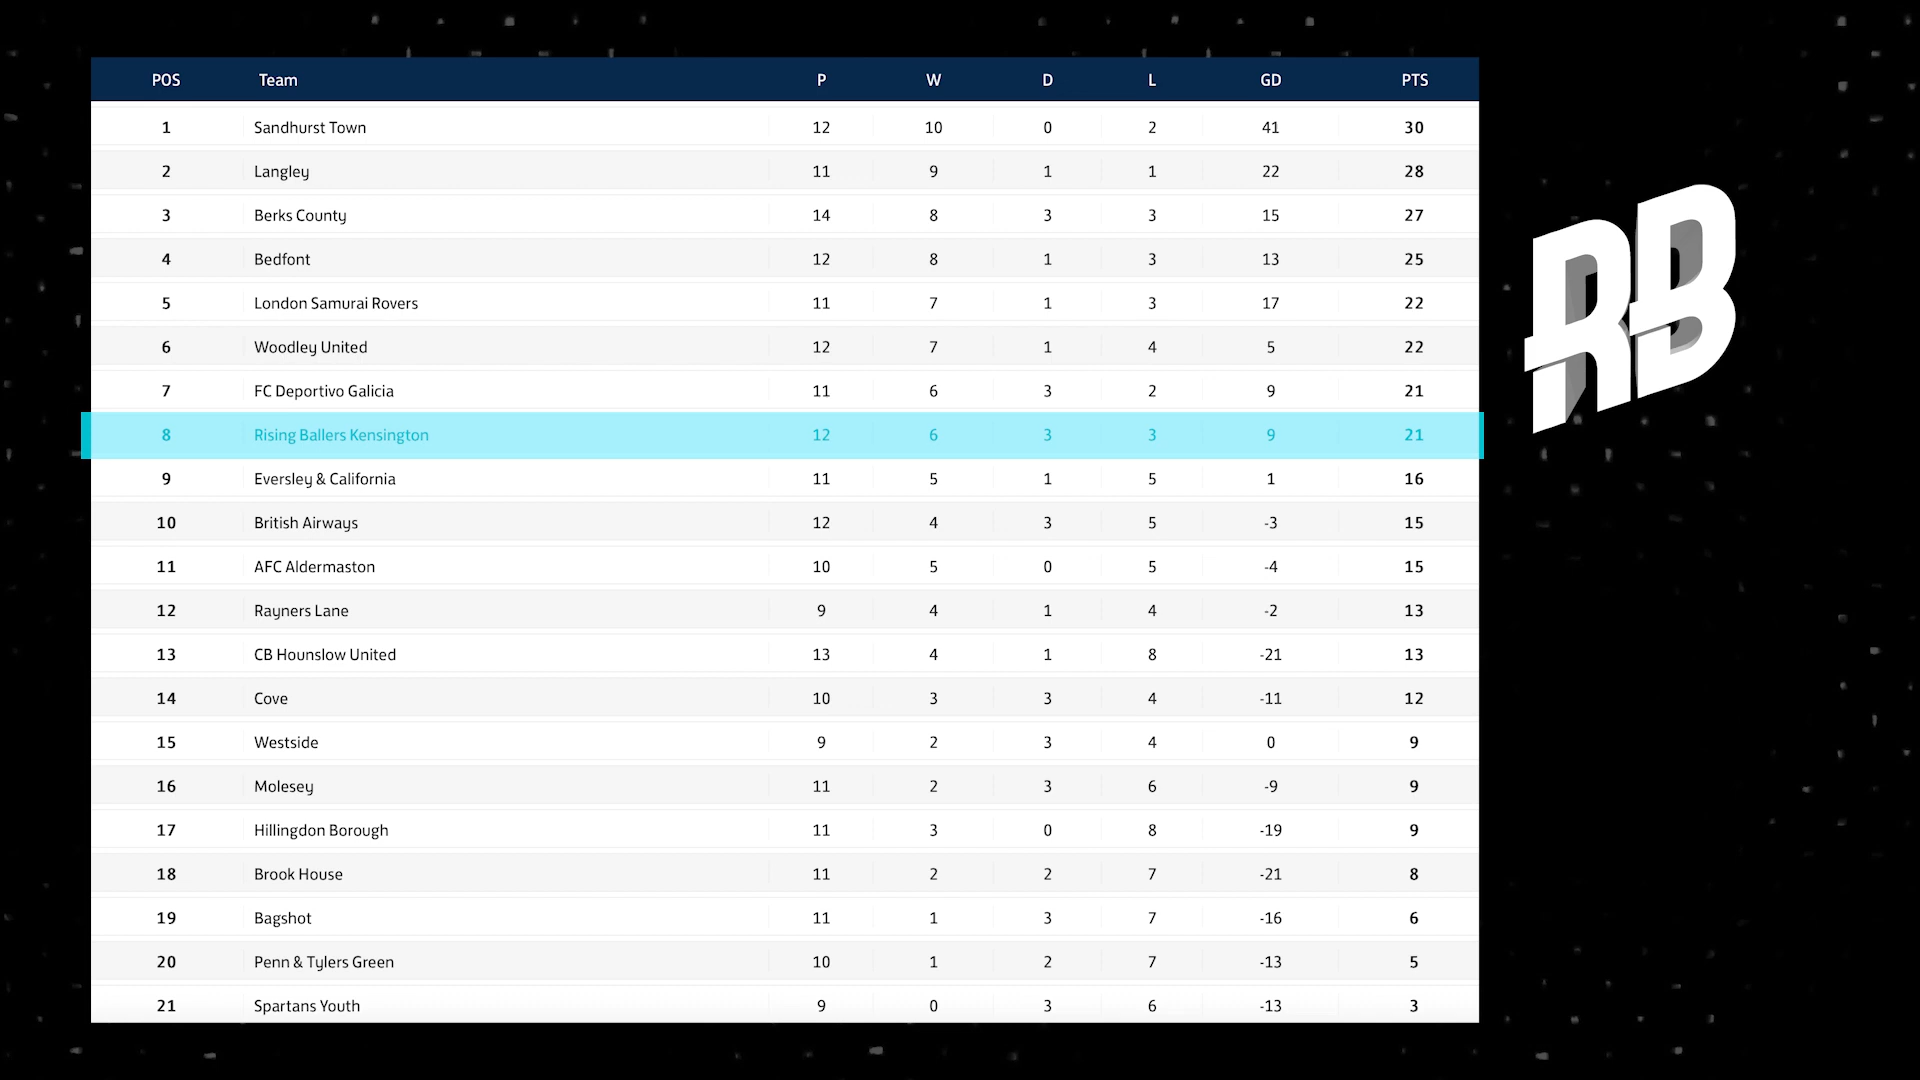 POS Team P W D L GD PTS
1 Sandhurst Town 12 10 0 2 41 30
2 Langley 11 9 1 1 22 28
3 Berks County 14 8 3 3 15 27
4 Bedfont 12 8 1 3 13 25
5 London Samurai Rovers 11 7 1 3 17 22
6 Woodley United 12 7 1 4 5 22
7 FC Deportivo Galicia 11 6 3 2 9 21
8 Rising Ballers Kensington 12 6 3 3 9 21
9 Eversley & California 11 5 1 5 1 16
10 British Airways 12 4 3 5 -3 15
11 AFC Aldermaston 10 5 0 5 -4 15
12 Rayners Lane 9 4 1 4 -2 13
13 CB Hounslow United 13 4 1 8 -21 13
14 Cove 10 3 3 4 -11 12
15 Westside 9 2 3 4 0 9
16 Molesey 11 2 3 6 -9 9
17 Hillingdon Borough 11 3 0 8 -19 9
18 Brook House 11 2 2 7 -21 8
19 Bagshot 11 1 3 7 -16 6
20 Penn & Tylers Green 10 1 2 7 -13 5
21 Spartans Youth 9 0 3 6 -13 3
RB